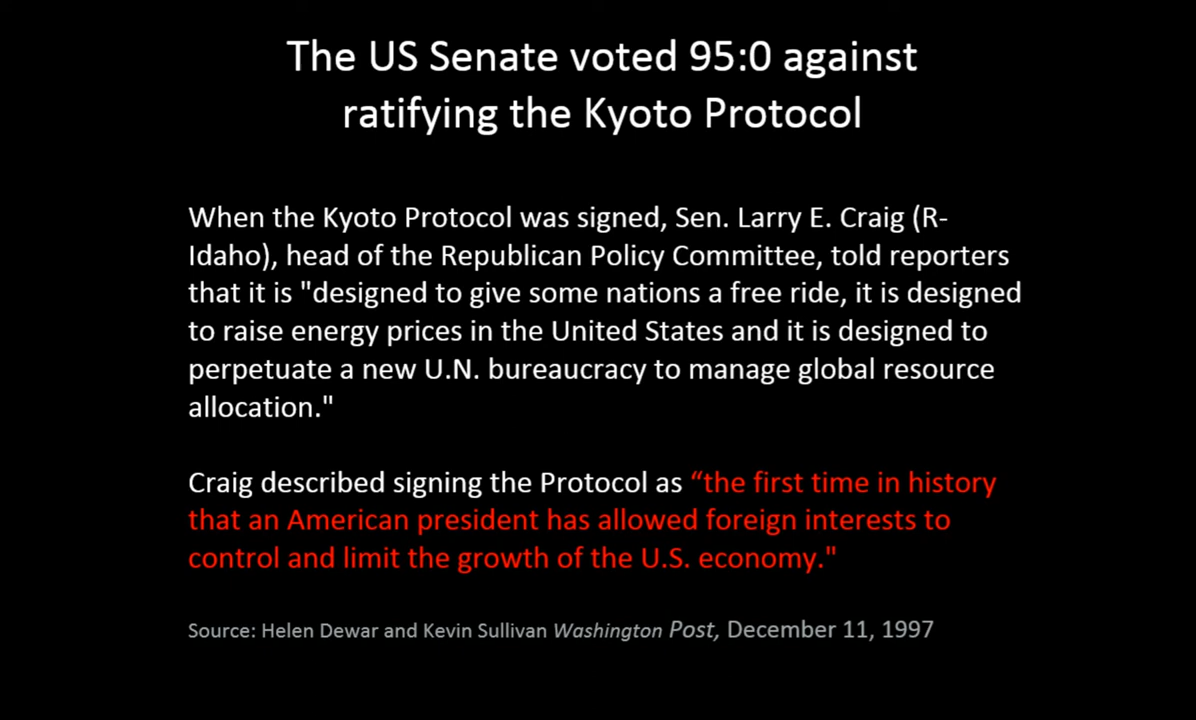 The US Senate voted 95:0 against
ratifying the Kyoto Protocol
When the Kyoto Protocol was signed, Sen. Larry E. Craig (R-
Idaho), head of the Republican Policy Committee, told reporters
that it is "designed to give some nations a free ride, it is designed
to raise energy prices in the United States and it is designed to
perpetuate a new U.N. bureaucracy to manage global resource
allocation."
Craig described signing the Protocol as “the first time in history
that an American president has allowed foreign interests to
control and limit the growth of the U.S. economy."
Source: Helen Dewar and Kevin Sullivan Washington Post, December 11, 1997